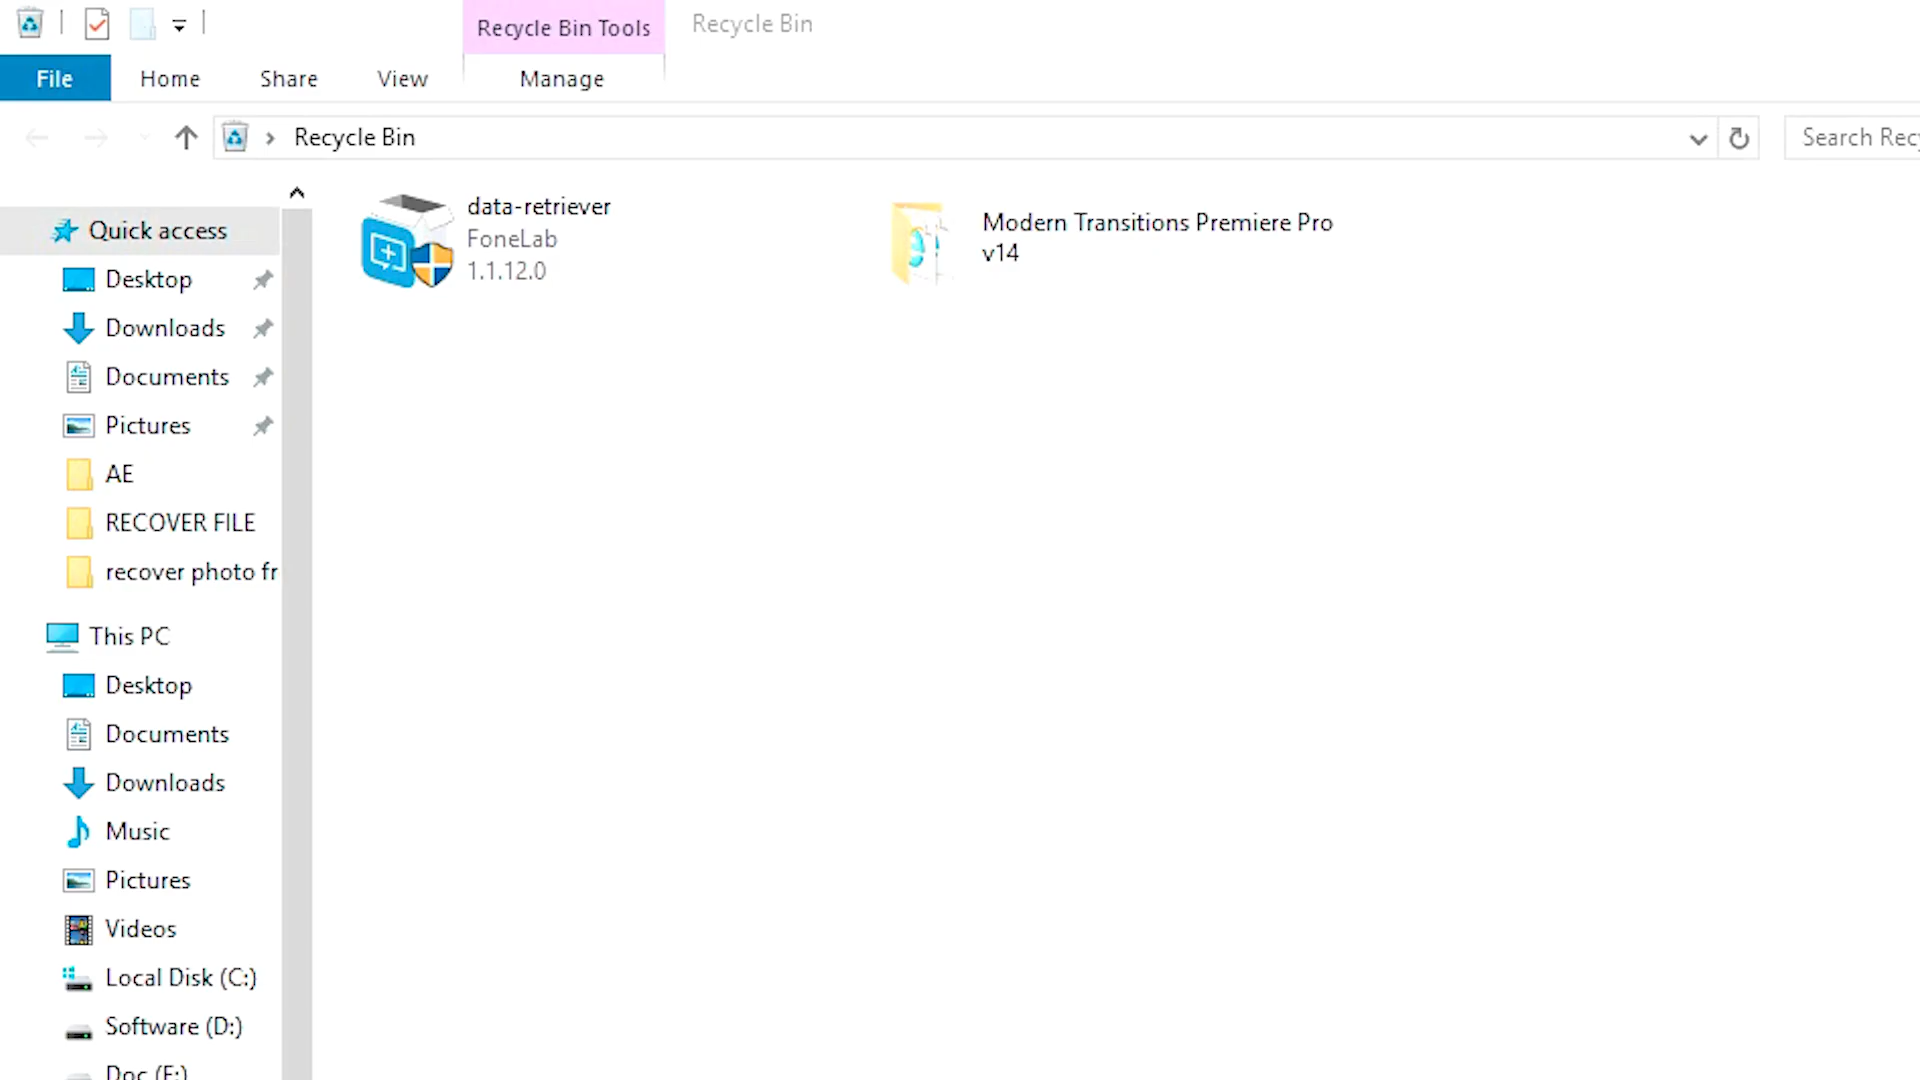 Recycle Bin Tools
Recycle Bin
File
Home
Share
View
Manage
Recycle Bin
Search Recy
Quick access
Desktop
Downloads
Documents
Pictures
AE
RECOVER FILE
recover photo fr
This PC
Desktop
Documents
Downloads
Music
Pictures
Videos
Local Disk (C:)
Software (D:)
Doc (E:)
data-retriever
FoneLab
1.1.12.0
Modern Transitions Premiere Pro
v14